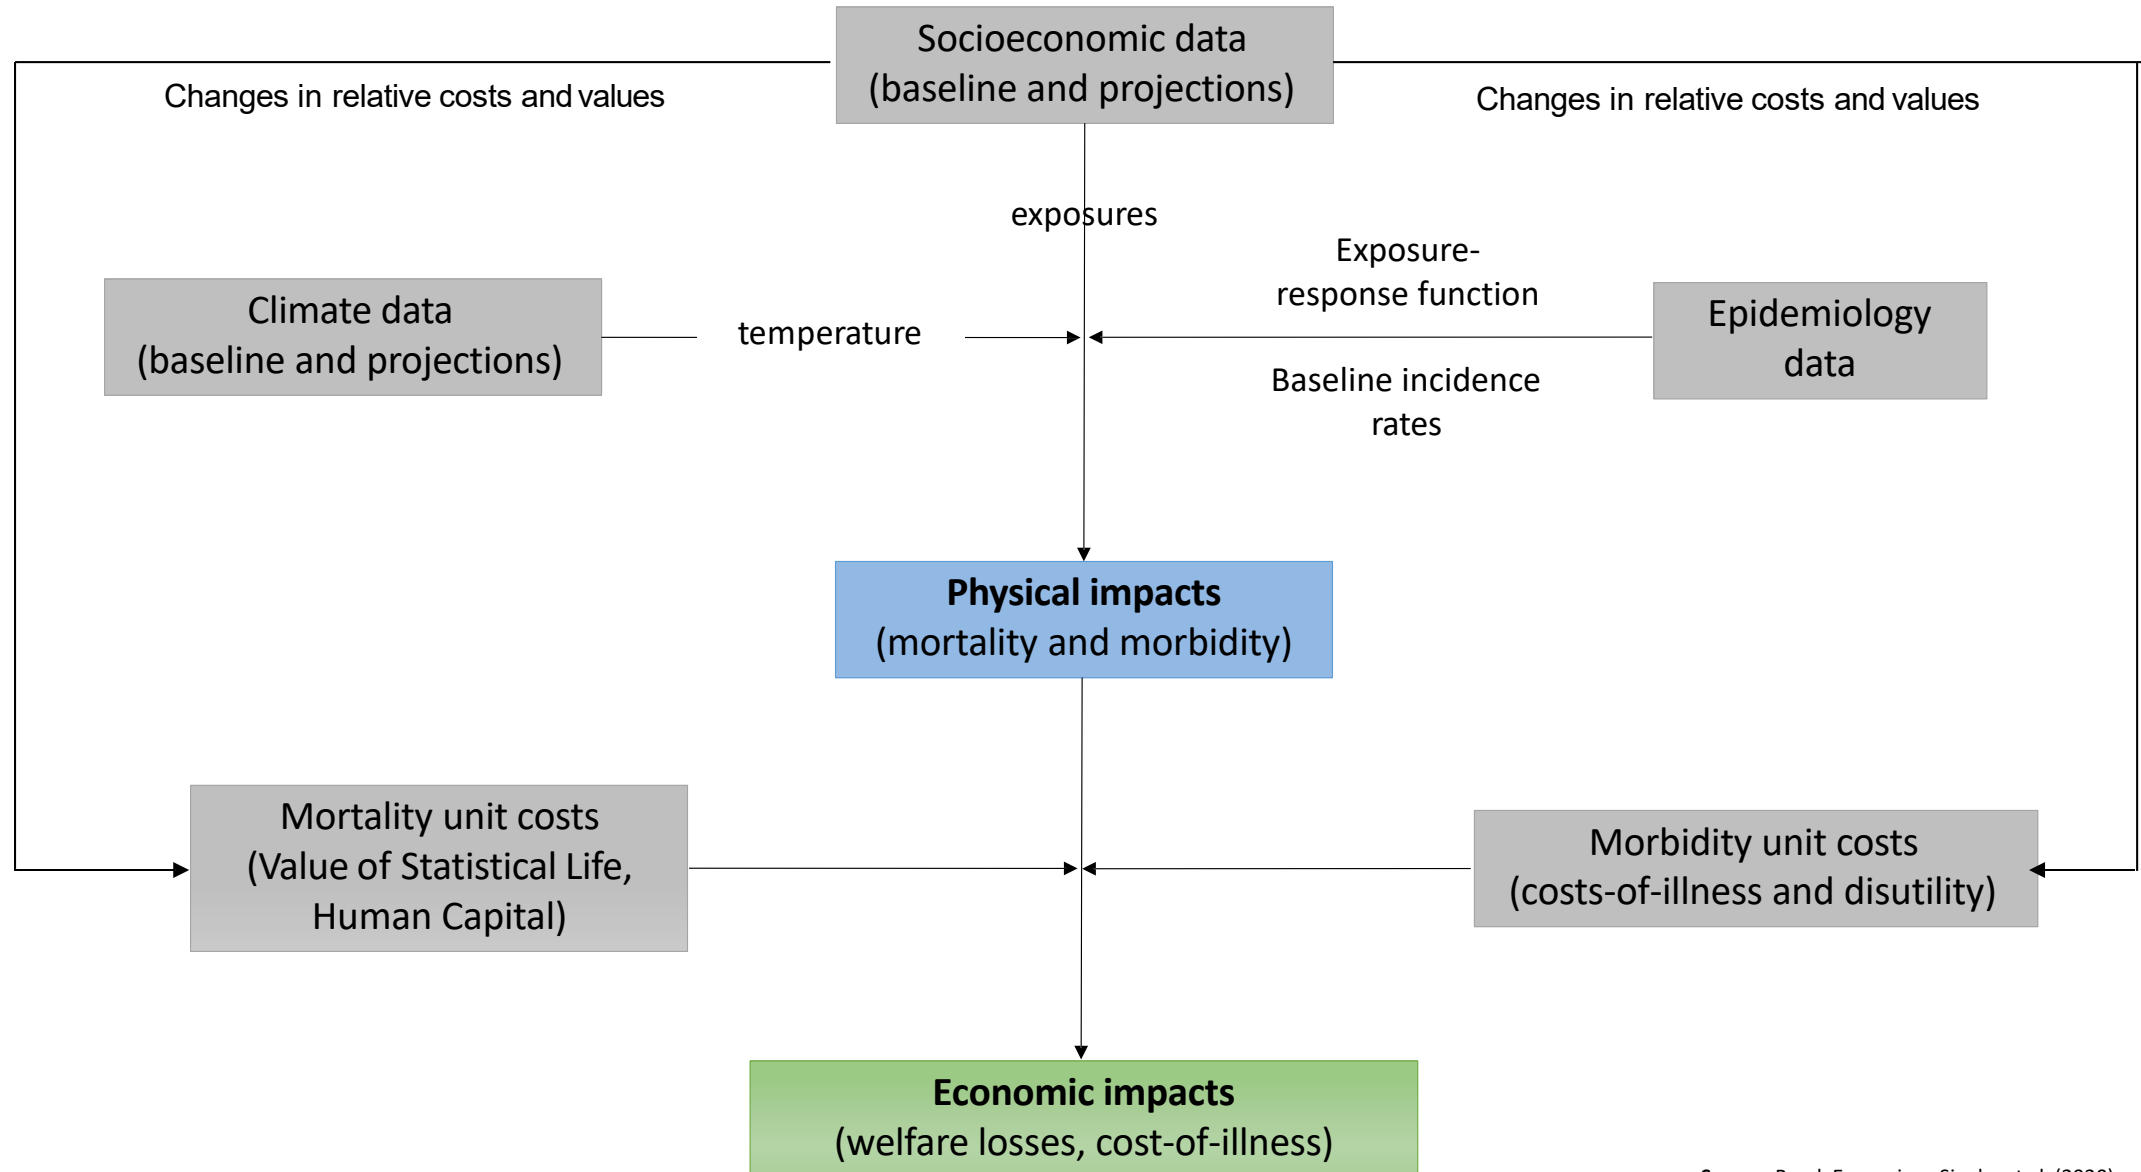 Socioeconomic data
(baseline and projections)
Changes in relative costs and values
Changes in relative costs and values
exposures
Exposure-
response function
Climate data
(baseline and projections)
temperature
Epidemiology
data
Baseline incidence
rates
Physical impacts
(mortality and morbidity)
Mortality unit costs
(Value of Statistical Life,
Human Capital)
Morbidity unit costs
(costs-of-illness and disutility)
Economic impacts
(welfare losses, cost-of-illness)